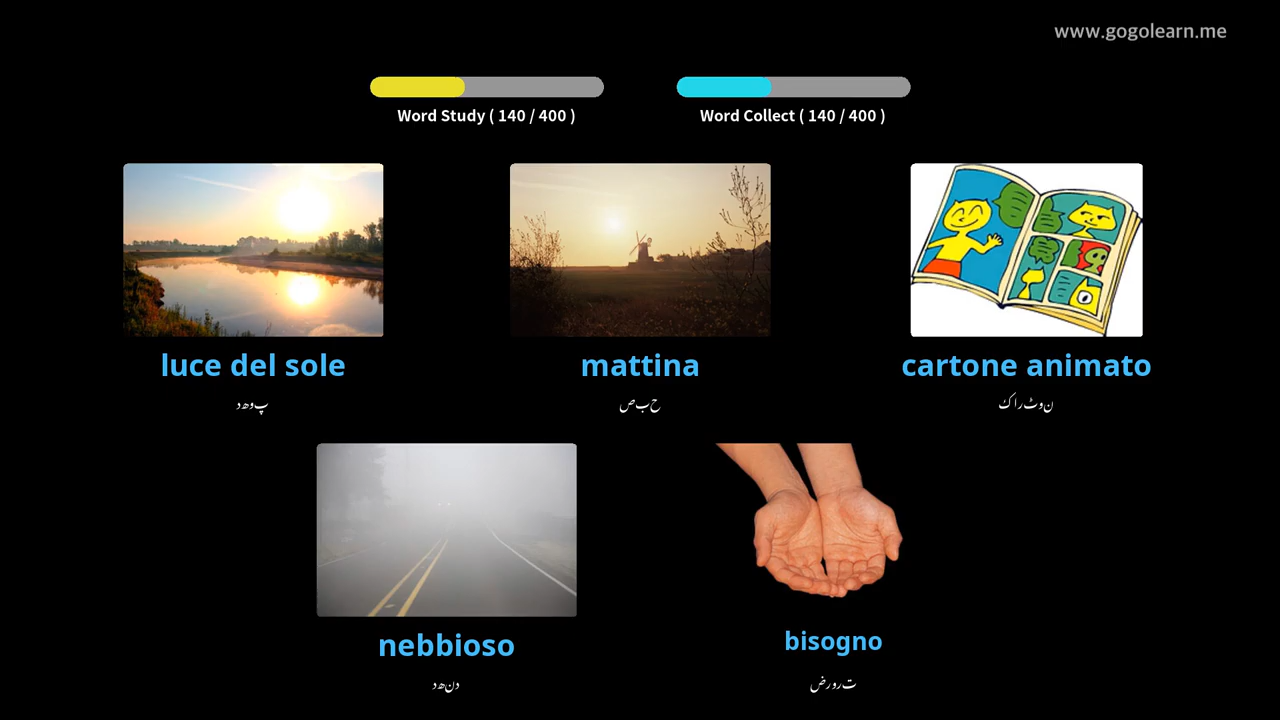 www.gogolearn.me
Word Study ( 140 / 400 )
Word Collect ( 140 / 400 )
luce del sole
پوھد
mattina
حبص
cartone animato
نوٹراک
nebbioso
دنھد
bisogno
ترورض